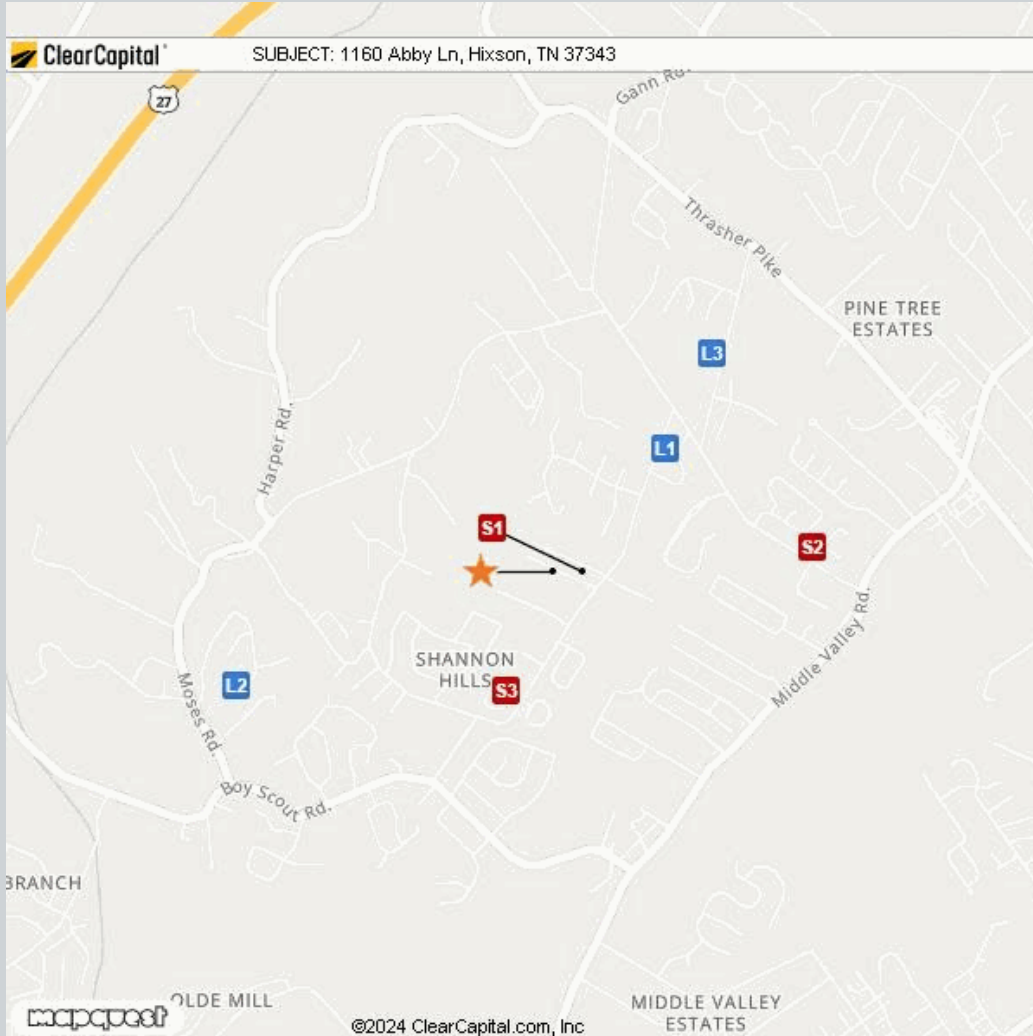 ClearCapital
SUBJECT: 1160 Abby Ln, Hixson, TN 37343
27
Gann Rd.
Thrasher Pike
PINE TREE
ESTATES
L3
Harper Rd.
L1
S1
S2
SHANNON
HILLS
S3
L2
Moses Rd.
Middle Valley Rd.
Boy Scout Rd.
BRANCH
OLDE MILL
MIDDLE VALLEY
ESTATES
mapquest
©2024 ClearCapital.com, Inc